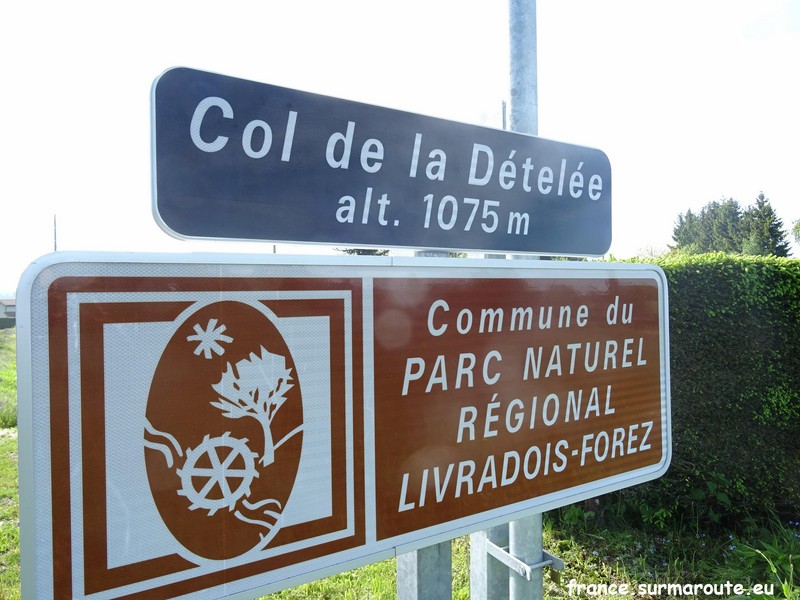 Col de la Dételée
alt. 1075 m
Commune du
PARC NATUREL
RÉGIONAL
LIVRADOIS-FOREZ
france.surmaroute.eu